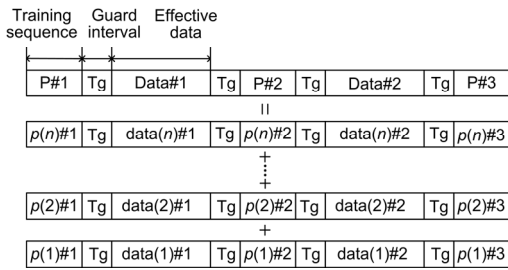 Training Guard Effective
sequence interval data
P#1 Tg Data#1 Tg P#2 Tg Data#2 Tg P#3
=
p(n)#1 Tg data(n)#1 Tg p(n)#2 Tg data(n)#2 Tg p(n)#3
+
+
p(2)#1 Tg data(2)#1 Tg p(2)#2 Tg data(2)#2 Tg p(2)#3
+
p(1)#1 Tg data(1)#1 Tg p(1)#2 Tg data(1)#2 Tg p(1)#3